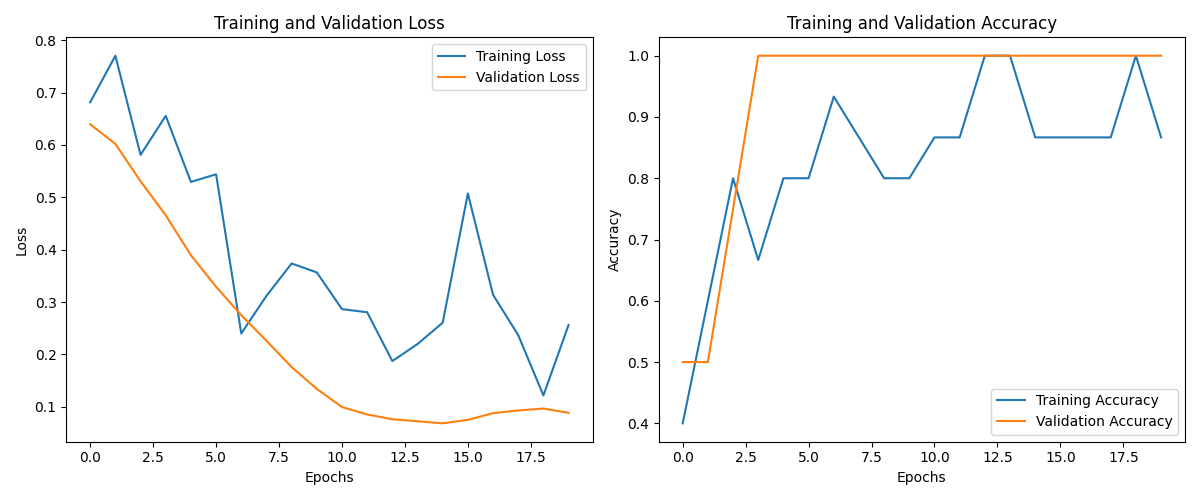 Training and Validation Loss
Training Loss
Validation Loss
Loss
0.8
0.7
0.6
0.5
0.4
0.3
0.2
0.1
0.0 2.5 5.0 7.5 10.0 12.5 15.0 17.5
Epochs
Training and Validation Accuracy
Accuracy
1.0
0.9
0.8
0.7
0.6
0.5
0.4
Training Accuracy
Validation Accuracy
0.0 2.5 5.0 7.5 10.0 12.5 15.0 17.5
Epochs